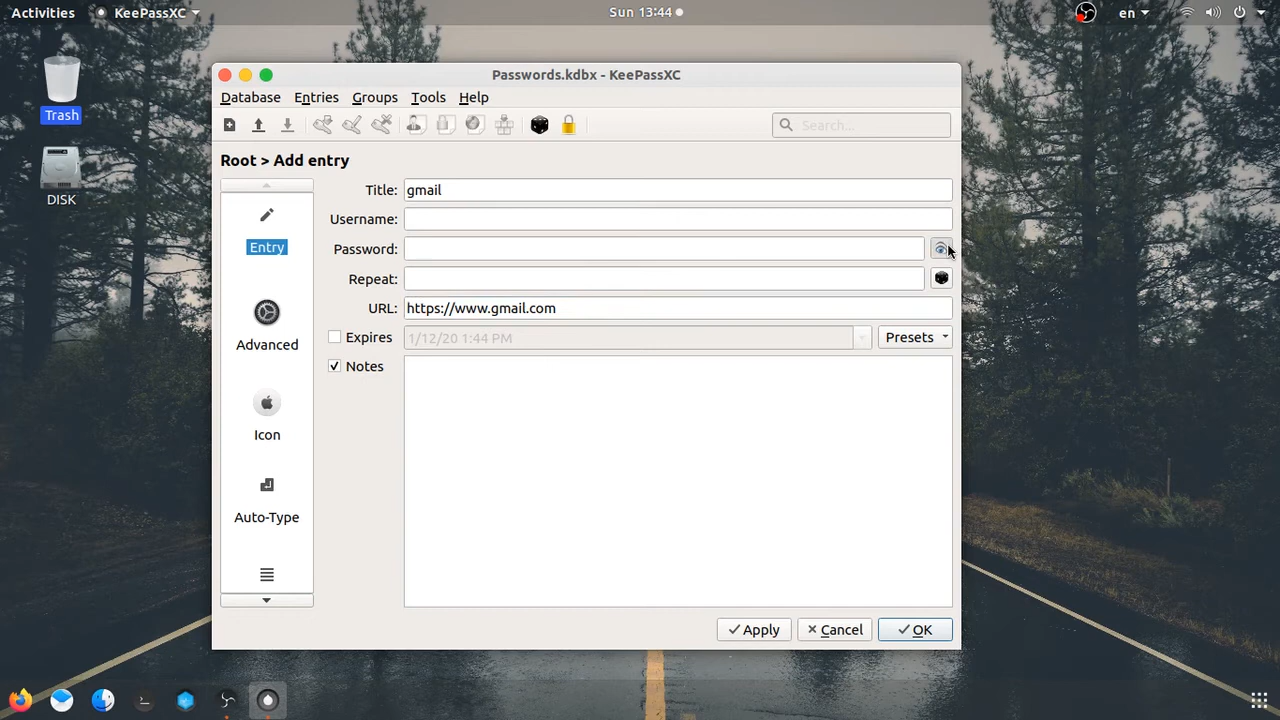 Activities KeePassXC Sun 13:44 en
Trash
DISK
Passwords.kdbx - KeePassXC
Database Entries Groups Tools Help
Search...
Root > Add entry
Title: gmail
Username:
Entry
Password:
Repeat:
URL: https://www.gmail.com
Expires 1/12/20 1:44 PM Presets
Advanced
Notes
Icon
Auto-Type
Apply Cancel OK